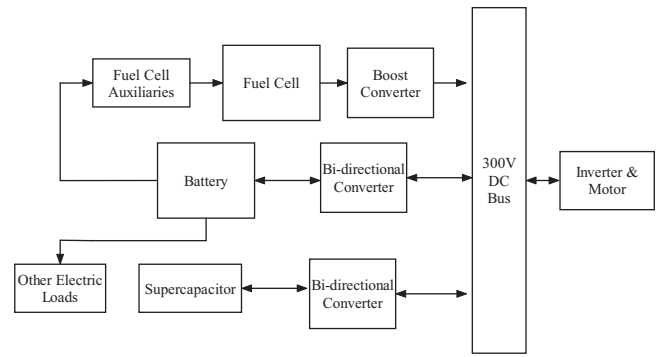 Fuel Cell
Auxiliaries
Fuel Cell
Boost
Converter
Battery
Bi-directional
Converter
300V
DC
Bus
Inverter &
Motor
Other Electric
Loads
Supercapacitor
Bi-directional
Converter